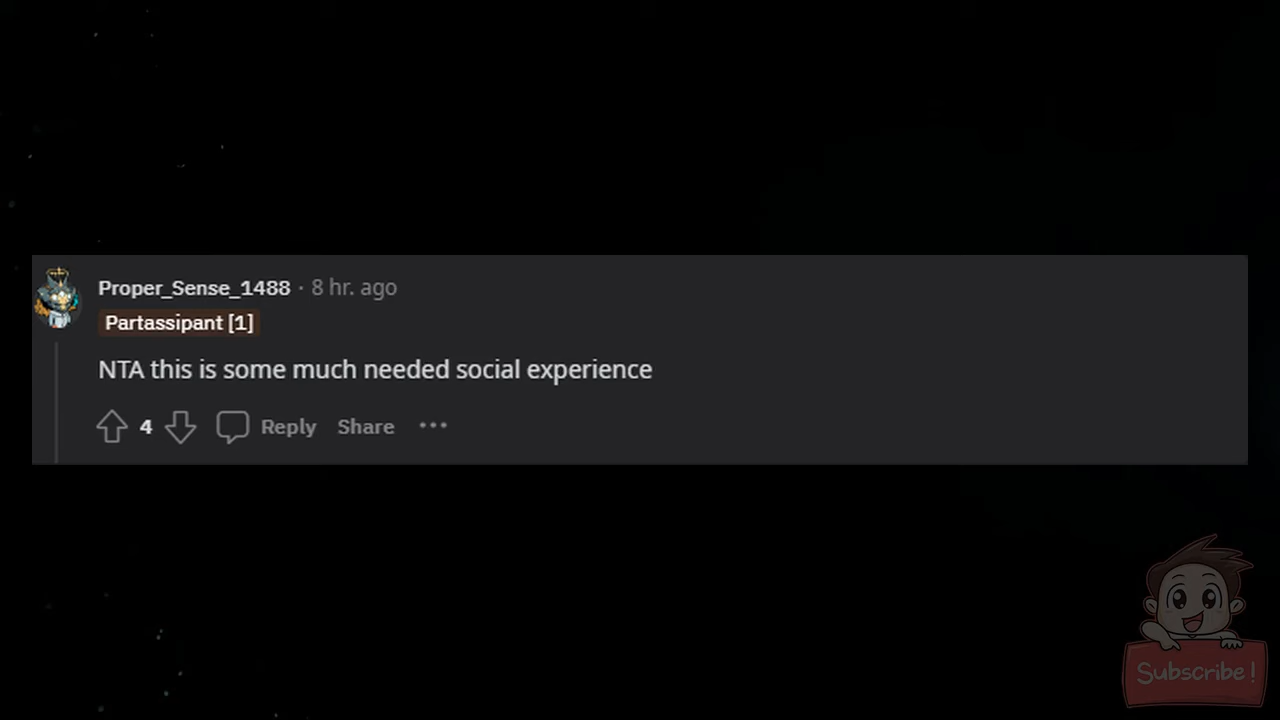 Proper_Sense_1488 · 8 hr. ago
Partassipant [1]
NTA this is some much needed social experience
4 Reply Share ···
Subscribe!